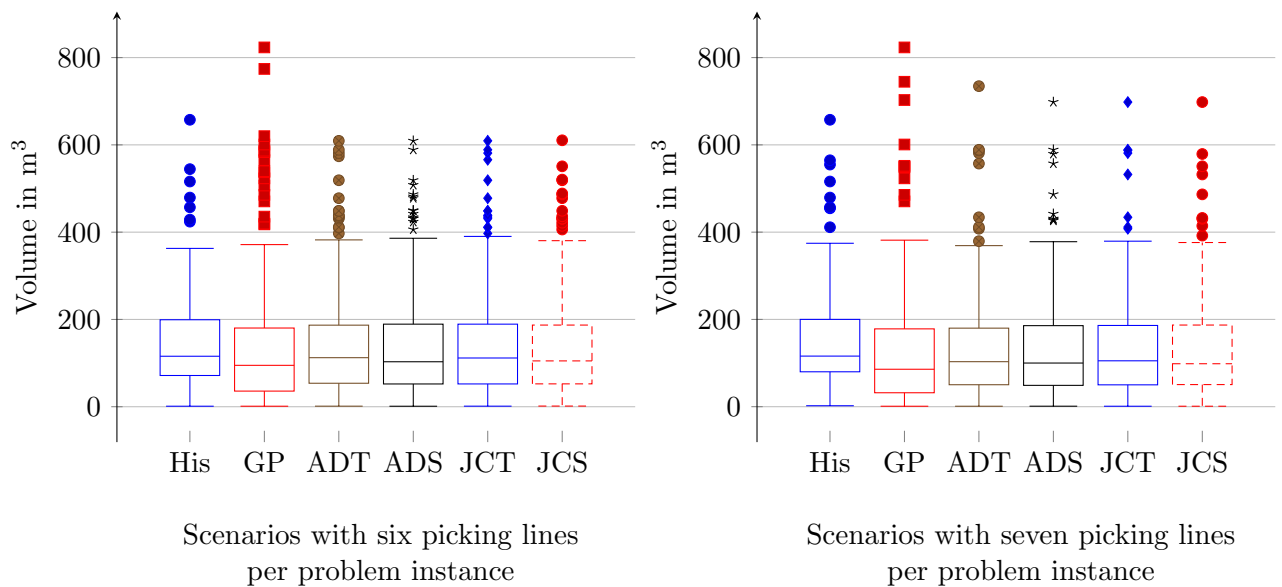 Volume in m³
800
600
400
200
0
His GP ADT ADS JCT JCS
Scenarios with six picking lines
per problem instance
Volume in m³
800
600
400
200
0
His GP ADT ADS JCT JCS
Scenarios with seven picking lines
per problem instance